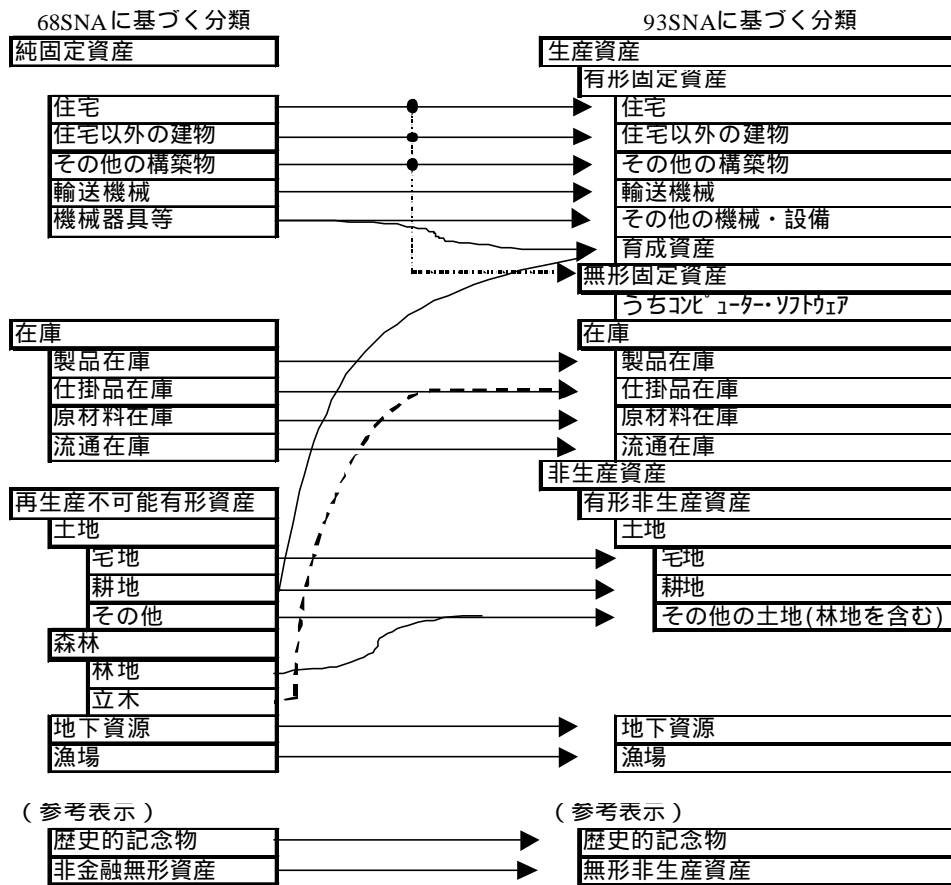 68SNAに基づく分類
93SNAに基づく分類
純固定資産
生産資産
有形固定資産
住宅
住宅
住宅以外の建物
住宅以外の建物
その他の構築物
その他の構築物
輸送機械
輸送機械
機械器具等
その他の機械・設備
育成資産
無形固定資産
うちコンピューター・ソフトウェア
在庫
在庫
製品在庫
製品在庫
仕掛品在庫
仕掛品在庫
原材料在庫
原材料在庫
流通在庫
流通在庫
非生産資産
再生産不可能有形資産
有形非生産資産
土地
土地
宅地
宅地
耕地
耕地
その他
その他の土地(林地を含む)
森林
林地
立木
地下資源
地下資源
漁場
漁場
(参考表示)
(参考表示)
歴史的記念物
歴史的記念物
非金融無形資産
無形非生産資産